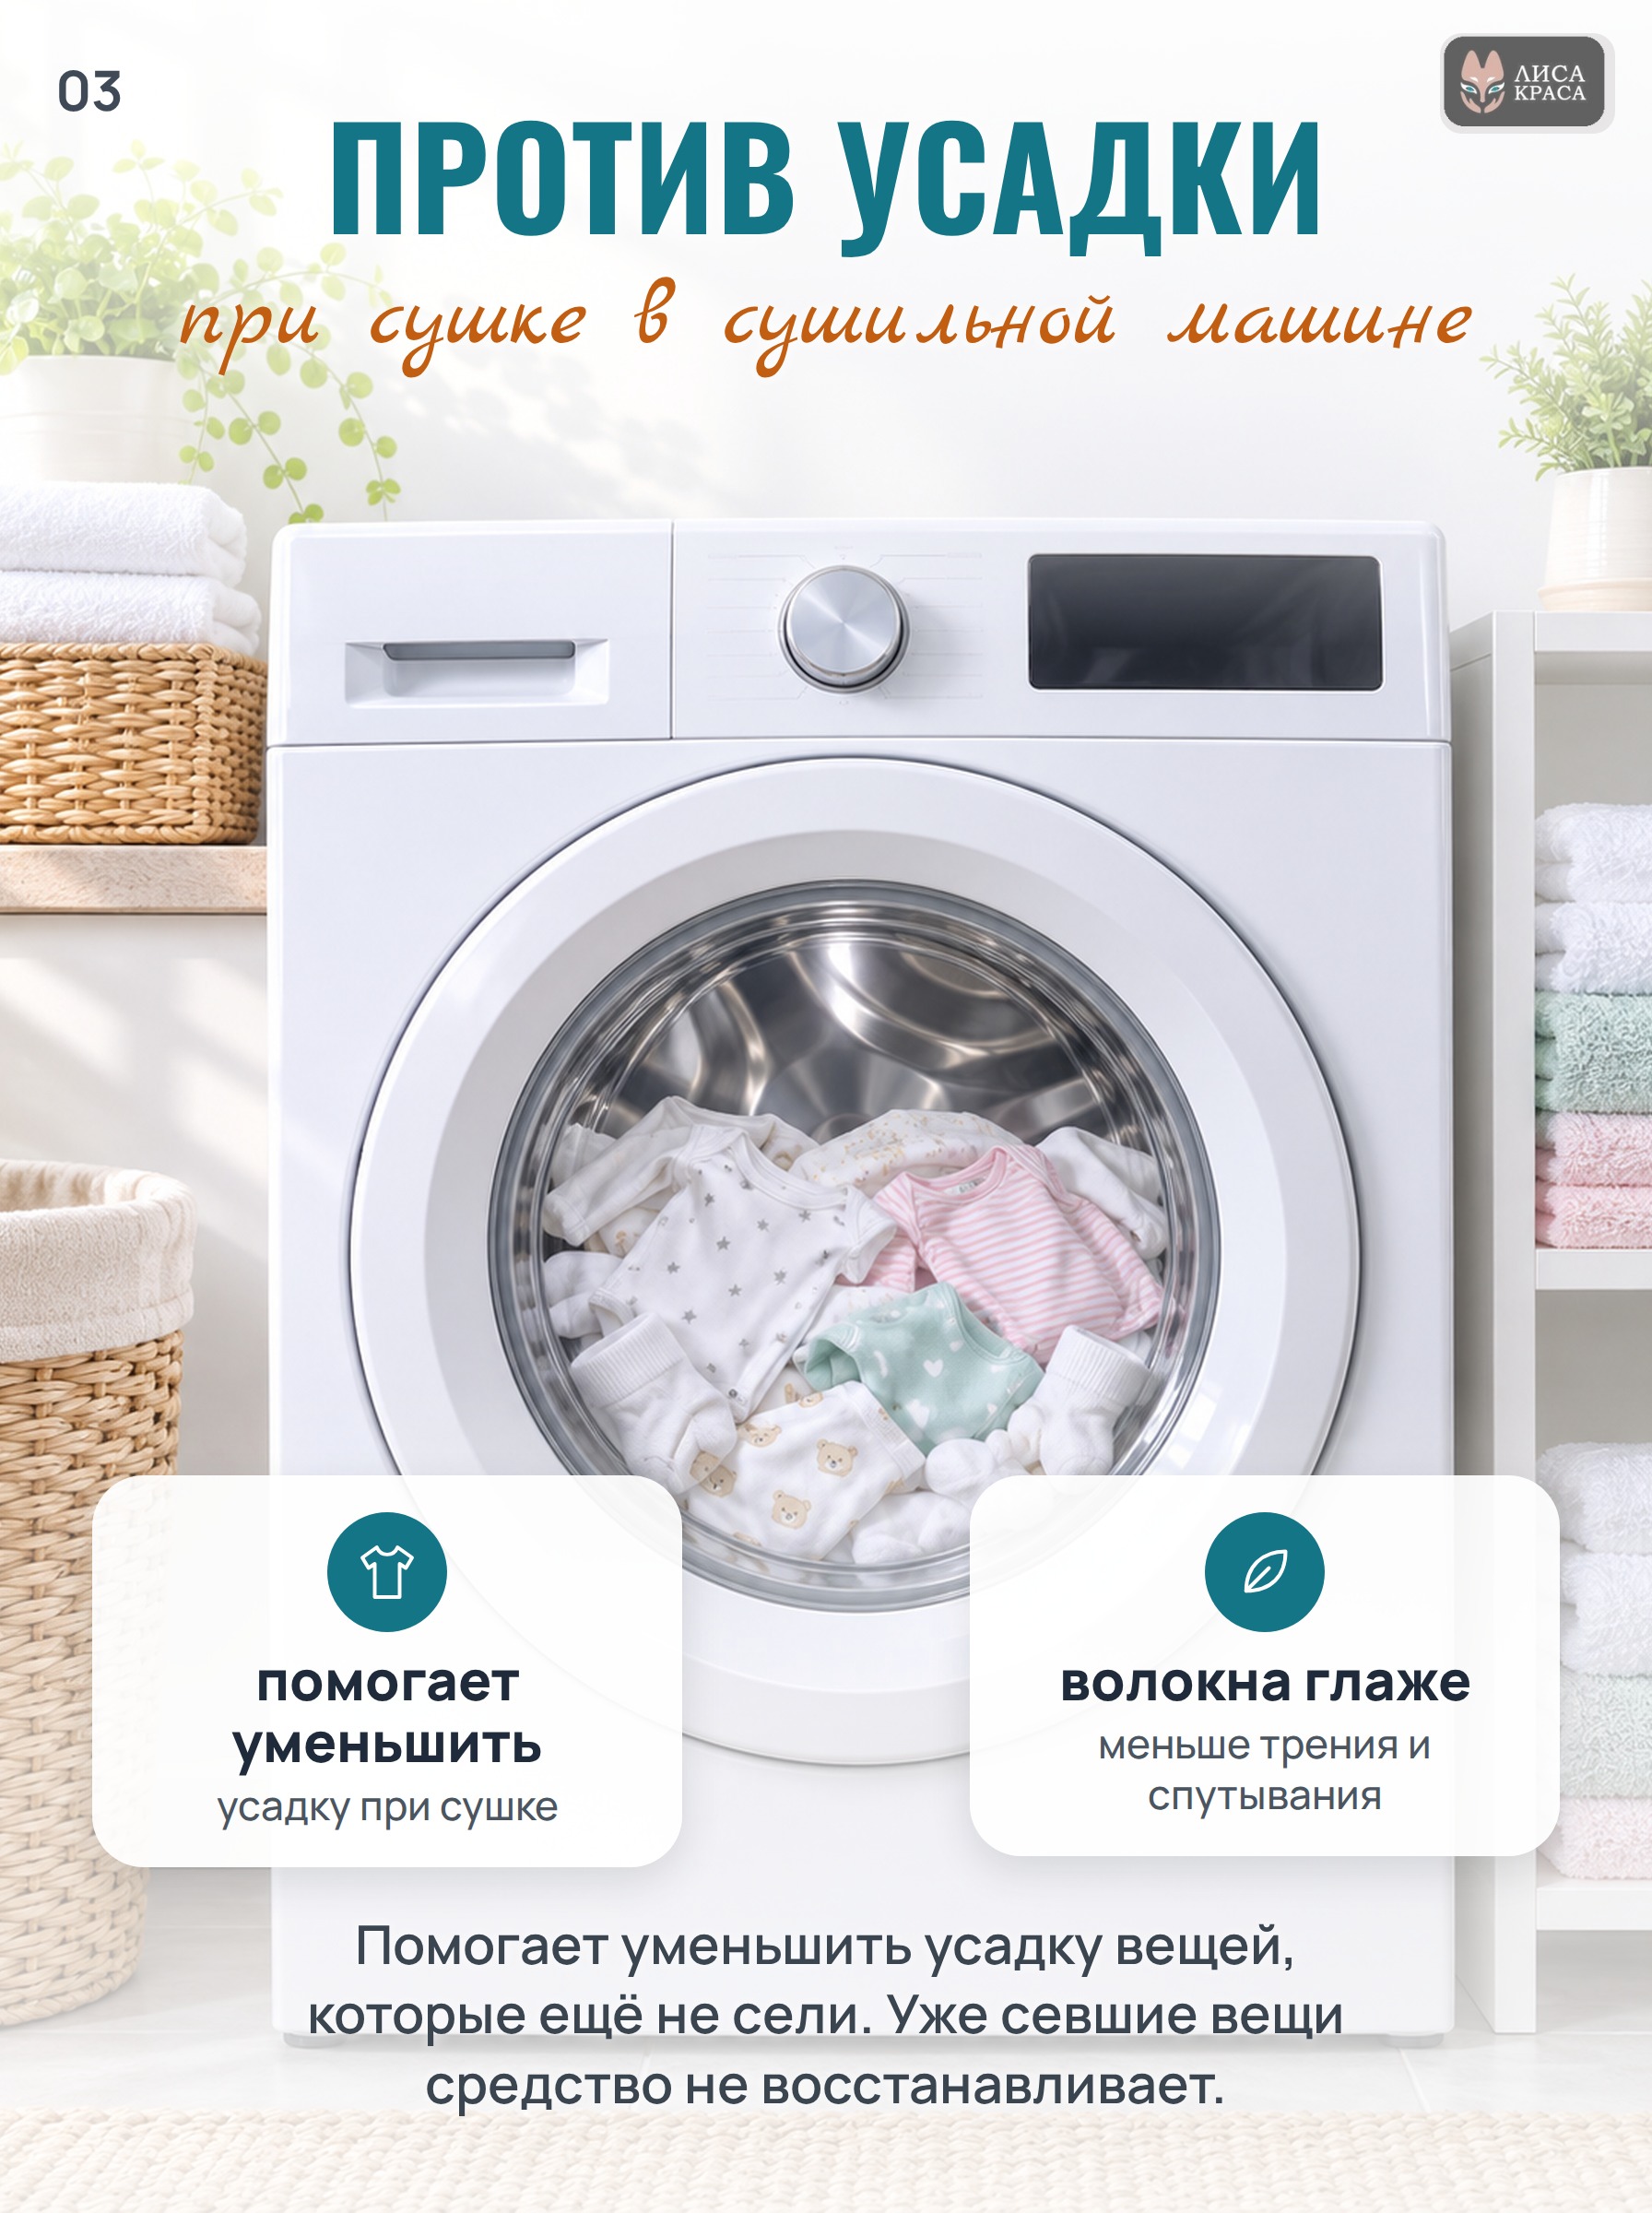 03
ЛИСА
КРАСА
ПРОТИВ УСАДКИ
при сушке в сушильной машине
помогает
уменьшить
усадку при сушке
волокна глаже
меньше трения и
спутывания
Помогает уменьшить усадку вещей,
которые ещё не сели. Уже севшие вещи
средство не восстанавливает.